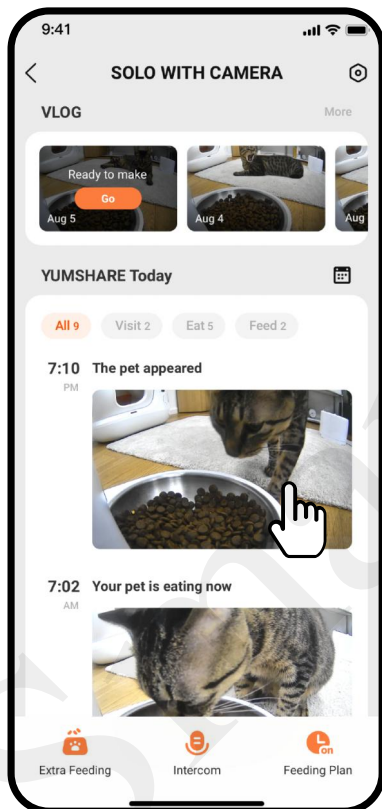 9:41
SOLO WITH CAMERA
VLOG More
Ready to make
Go
Aug 5 Aug 4 Aug
YUMSHARE Today
All 9 Visit 2 Eat 5 Feed 2
7:10 The pet appeared
PM
7:02 Your pet is eating now
AM
on
Extra Feeding Intercom Feeding Plan